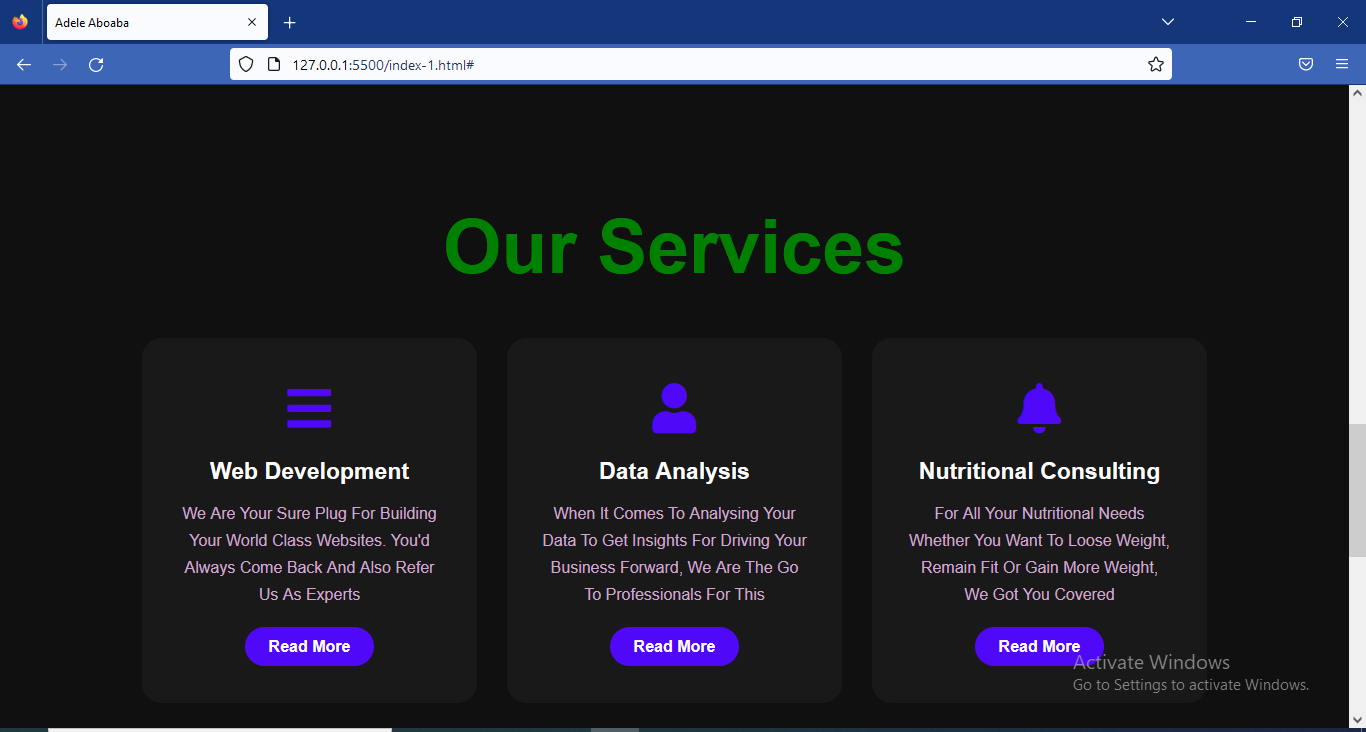 Adele Aboaba
127.0.0.1:5500/index-1.html#
Our Services
Web Development
We Are Your Sure Plug For Building
Your World Class Websites. You'd
Always Come Back And Also Refer
Us As Experts
Read More
Data Analysis
When It Comes To Analysing Your
Data To Get Insights For Driving Your
Business Forward, We Are The Go
To Professionals For This
Read More
Nutritional Consulting
For All Your Nutritional Needs
Whether You Want To Loose Weight,
Remain Fit Or Gain More Weight,
We Got You Covered
Read More
Activate Windows
Go to Settings to activate Windows.